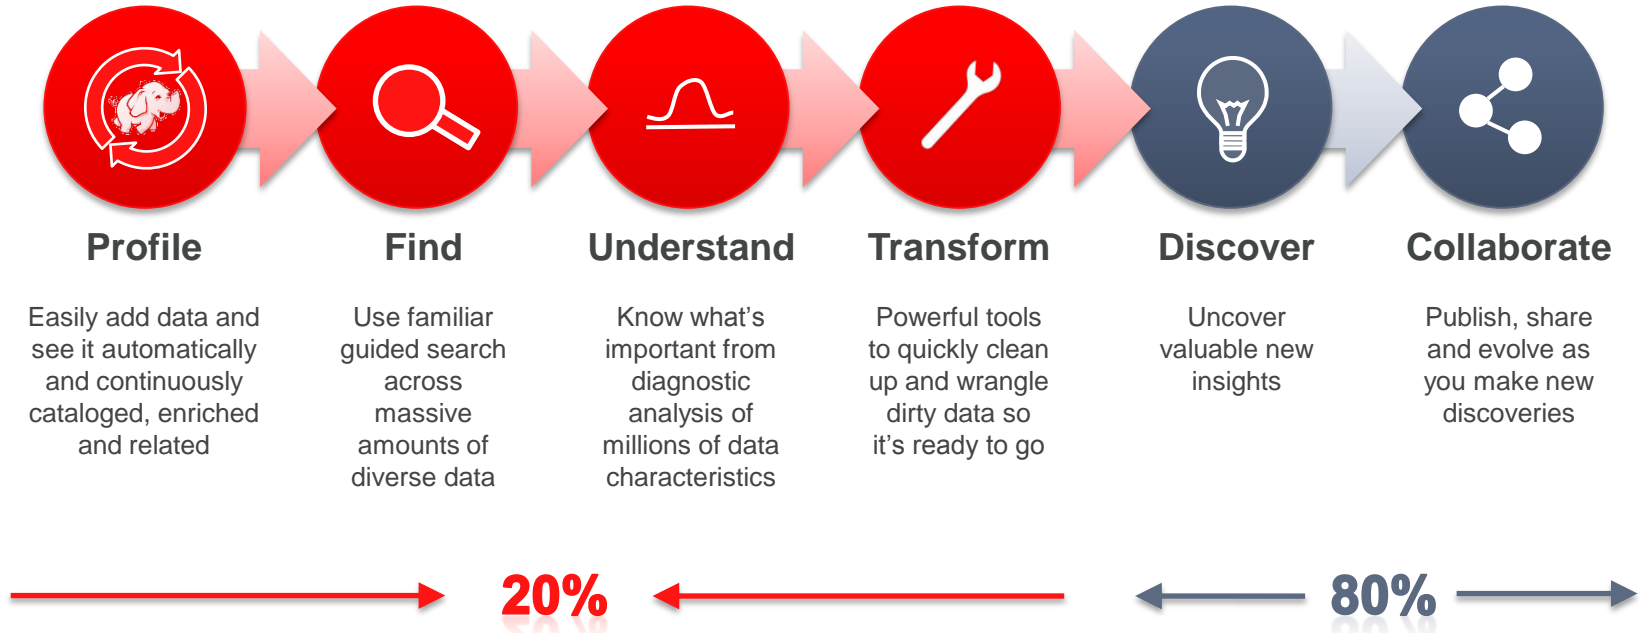 Profile
Easily add data and
see it automatically
and continuously
cataloged, enriched
and related
Find
Use familiar
guided search
across
massive
amounts of
diverse data
Understand
Know what’s
important from
diagnostic
analysis of
millions of data
characteristics
Transform
Powerful tools
to quickly clean
up and wrangle
dirty data so
it’s ready to go
Discover
Uncover
valuable new
insights
Collaborate
Publish, share
and evolve as
you make new
discoveries
20%
80%